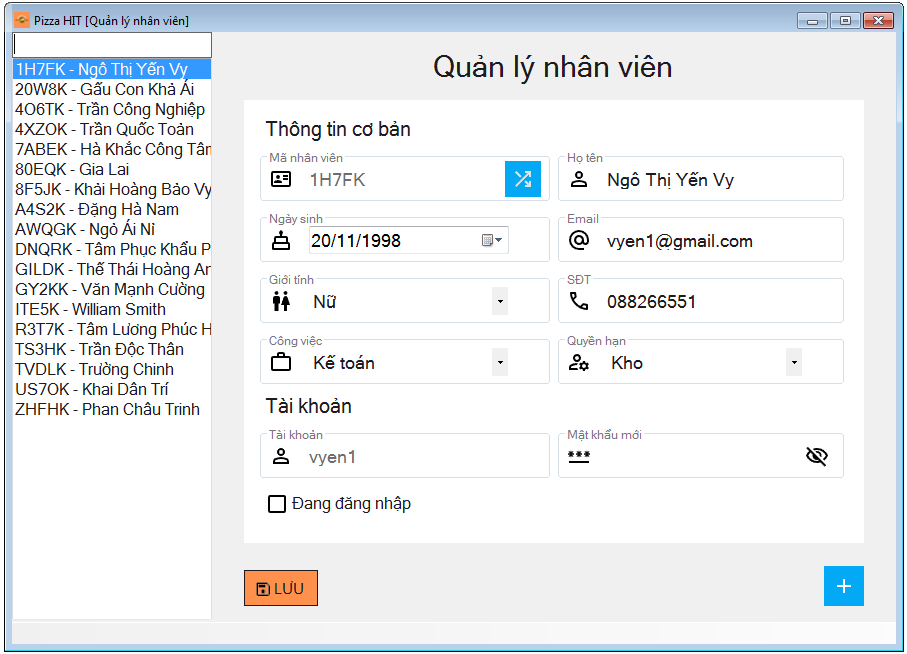 Pizza HIT [Quản lý nhân viên]
1H7FK - Ngô Thị Yến Vy
20W8K - Gấu Con Khả Ái
4O6TK - Trần Công Nghiệp
4XZOK - Trần Quốc Toản
7ABEK - Hà Khắc Công Tâm
80EQK - Gia Lai
8F5JK - Khải Hoàng Bảo Vy
A4S2K - Đặng Hà Nam
AWQGK - Ngỏ Ái Nỉ
DNQRK - Tâm Phục Khẩu P
GILDK - Thế Thái Hoàng An
GY2KK - Văn Mạnh Cường
ITE5K - William Smith
R3T7K - Tâm Lương Phúc H
TS3HK - Trần Độc Thân
TVDLK - Trường Chinh
US7OK - Khai Dân Trí
ZHFHK - Phan Châu Trinh
Quản lý nhân viên
Thông tin cơ bản
Mã nhân viên
1H7FK
Họ tên
Ngô Thị Yến Vy
Ngày sinh
20/11/1998
Email
vyen1@gmail.com
Giới tính
Nữ
SĐT
088266551
Công việc
Kế toán
Quyền hạn
Kho
Tài khoản
Tài khoản
vyen1
Mật khẩu mới
Đang đăng nhập
LƯU